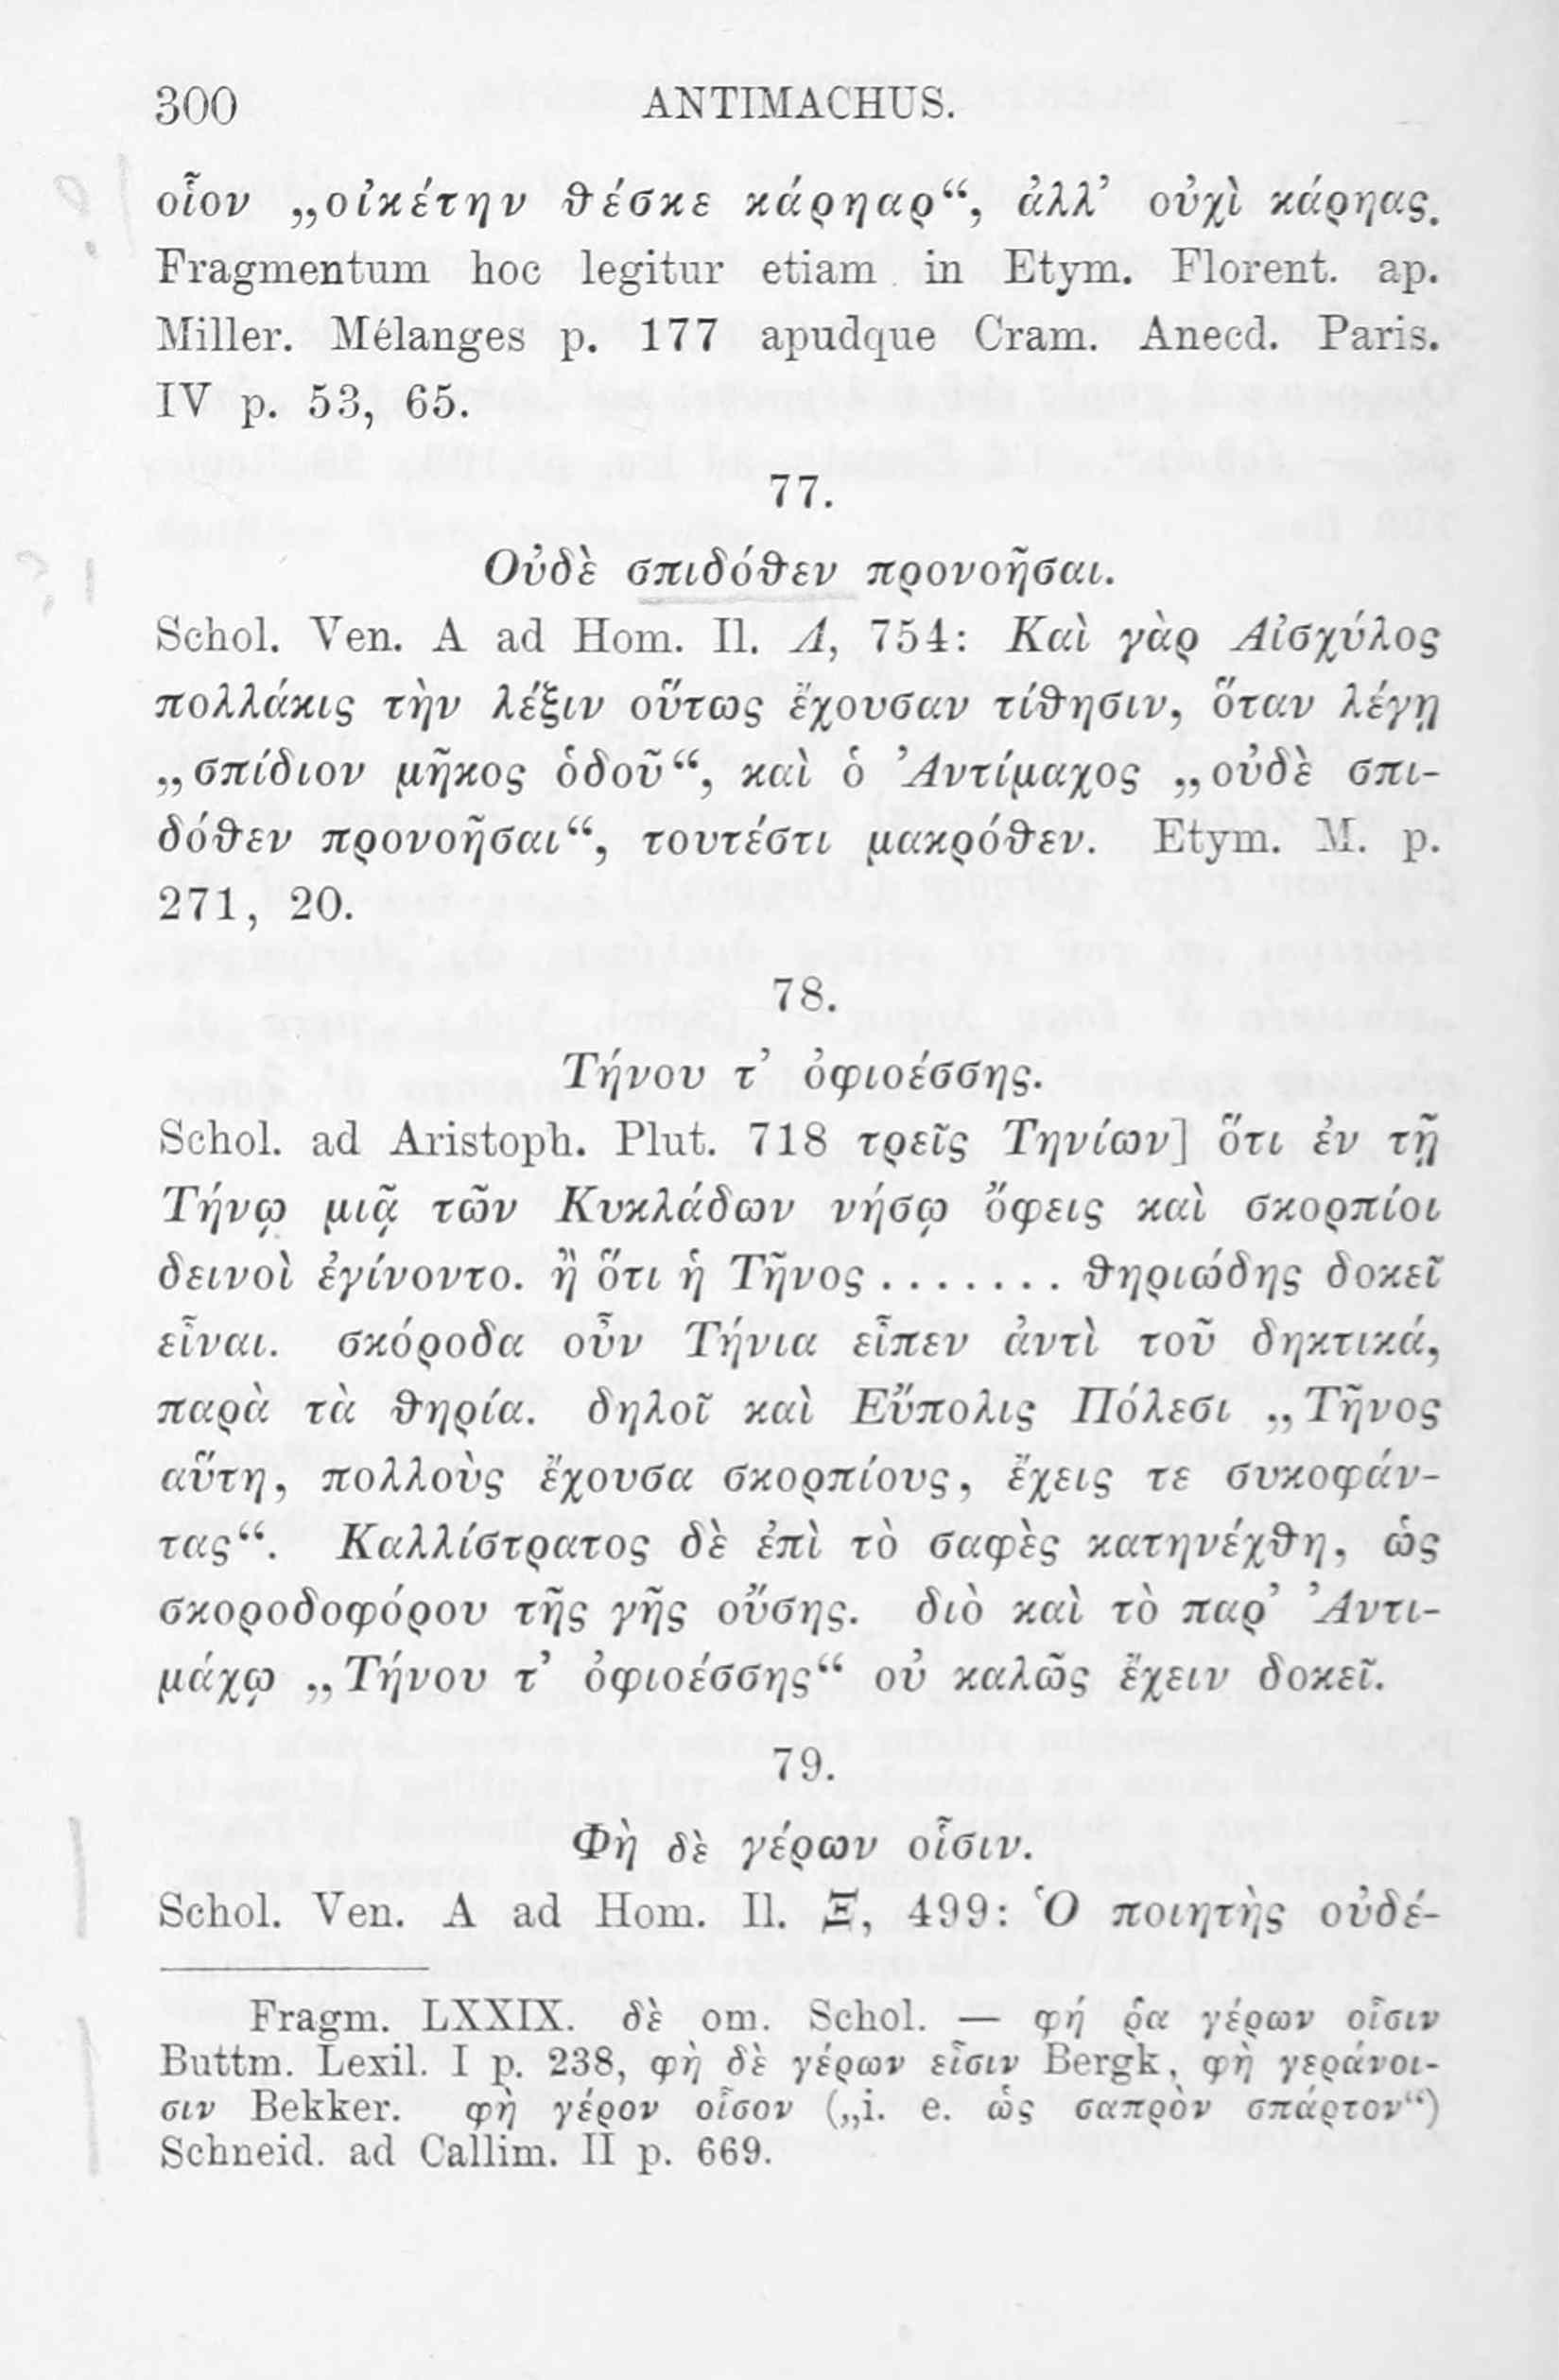 300 ANTIMACHUS.
οἷον „οἰκέτην θέσκε κάρηαρ“, ἀλλ’ οὐχὶ κάρηας.
Fragmentum hoc legitur etiam in Etym. Florent. ap.
Miller. Mélanges p. 177 apudque Cram. Anecd. Paris.
IV p. 53, 65.
77.
Οὐδὲ σπιδόθεν προνοῆσαι.
Schol. Ven. A ad Hom. Il. Λ, 754: Καὶ γὰρ Αἰσχύλος
πολλάκις τὴν λέξιν οὕτως ἔχουσαν τίθησιν, ὅταν λέγῃ
„σπίδιον μῆκος ὁδοῦ“, καὶ ὁ Ἀντίμαχος „οὐδὲ σπι-
δόθεν προνοῆσαι“, τουτέστι μακρόθεν. Etym. M. p.
271, 20.
78.
Τήνου τ’ ὀφιοέσσης.
Schol. ad Aristoph. Plut. 718 τρεῖς Τηνίων] ὅτι ἐν τῇ
Τήνῳ μιᾷ τῶν Κυκλάδων νήσῳ ὄφεις καὶ σκορπίοι
δεινοὶ ἐγίνοντο. ἢ ὅτι ἡ Τῆνος . . . . . . . θηριώδης δοκεῖ
εἶναι. σκόροδα οὖν Τήνια εἶπεν ἀντὶ τοῦ δηκτικά,
παρὰ τὰ θηρία. δηλοῖ καὶ Εὔπολις Πόλεσι „Τῆνος
αὕτη, πολλοὺς ἔχουσα σκορπίους, ἔχεις τε συκοφάν-
τας“. Καλλίστρατος δὲ ἐπὶ τὸ σαφὲς κατηνέχθη, ὡς
σκοροδοφόρου τῆς γῆς οὔσης. διὸ καὶ τὸ παρ’ Ἀντι-
μάχῳ „Τήνου τ’ ὀφιοέσσης“ οὐ καλῶς ἔχειν δοκεῖ.
79.
Φὴ δὲ γέρων οἶσιν.
Schol. Ven. A ad Hom. Il. Ξ, 499: Ὁ ποιητὴς οὐδέ-
Fragm. LXXIX. δὲ om. Schol. — φή ῥα γέρων οἶσιν
Buttm. Lexil. I p. 238, φὴ δὲ γέρων εἶσιν Bergk, φὴ γεράνοι-
σιν Bekker. φὴ γέρον οἶσον („i. e. ὡς σαπρὸν σπάρτον“)
Schneid. ad Callim. II p. 669.